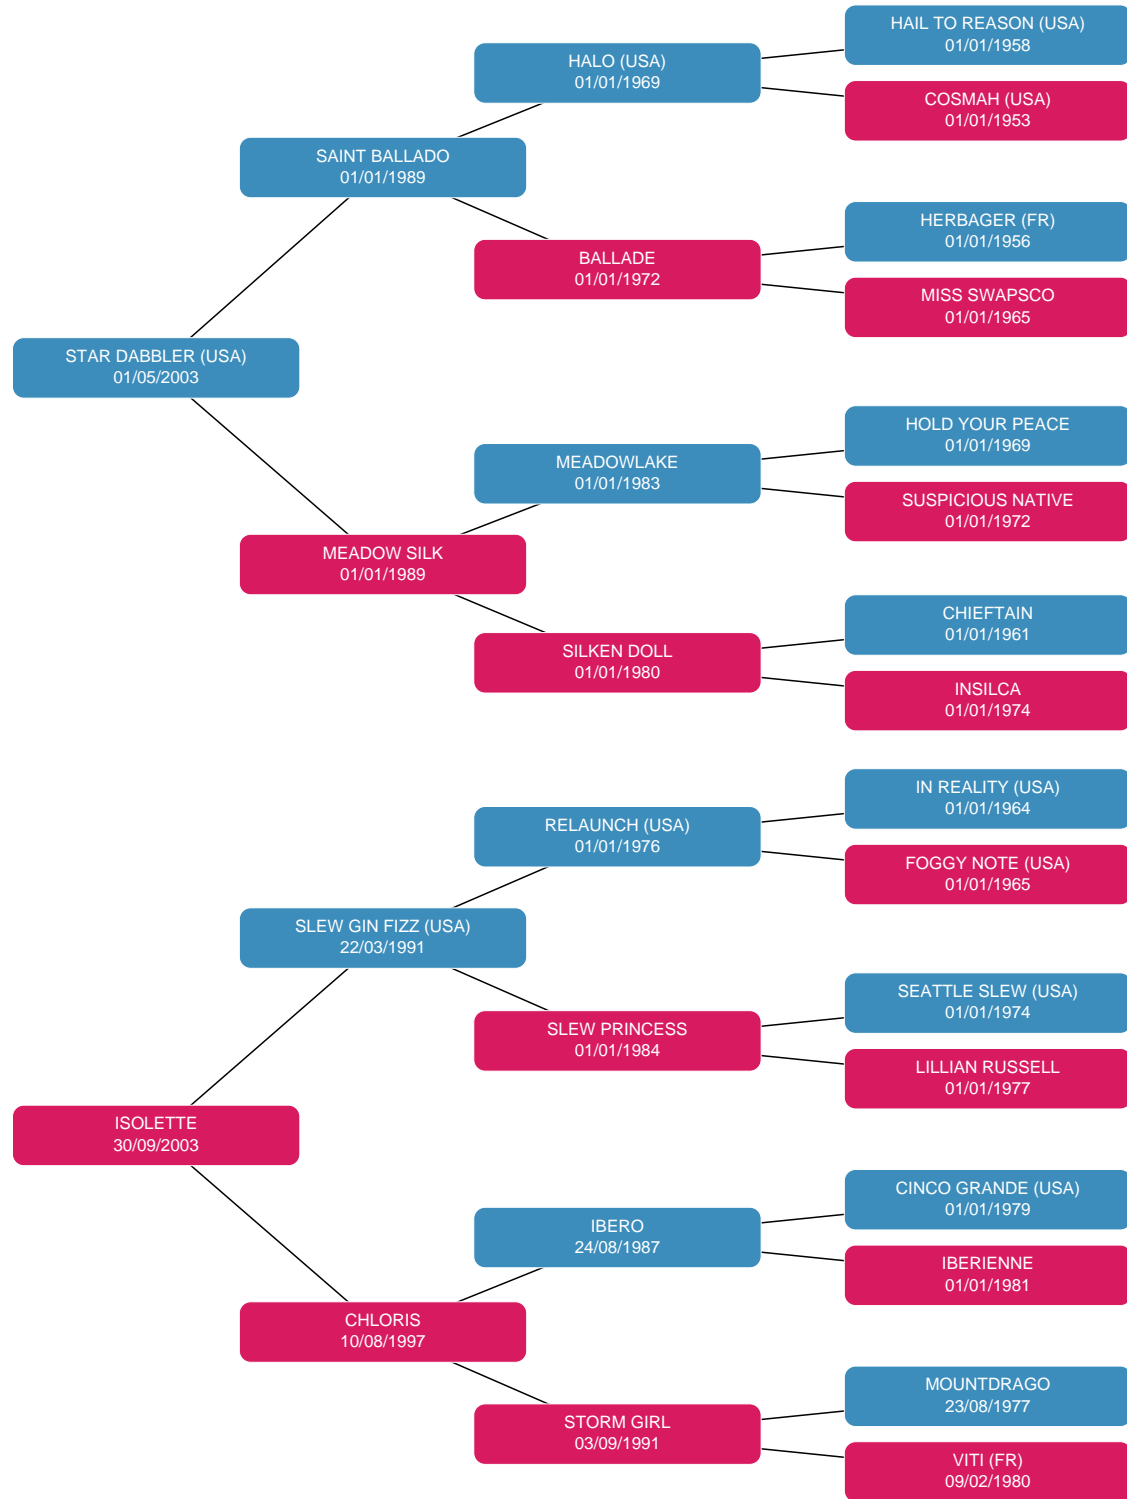 HAIL TO REASON (USA)
01/01/1958
HALO (USA)
01/01/1969
COSMAH (USA)
01/01/1953
SAINT BALLADO
01/01/1989
HERBAGER (FR)
01/01/1956
BALLADE
01/01/1972
MISS SWAPSCO
01/01/1965
STAR DABBLER (USA)
01/05/2003
HOLD YOUR PEACE
01/01/1969
MEADOWLAKE
01/01/1983
SUSPICIOUS NATIVE
01/01/1972
MEADOW SILK
01/01/1989
CHIEFTAIN
01/01/1961
SILKEN DOLL
01/01/1980
INSILCA
01/01/1974
IN REALITY (USA)
01/01/1964
RELAUNCH (USA)
01/01/1976
FOGGY NOTE (USA)
01/01/1965
SLEW GIN FIZZ (USA)
22/03/1991
SEATTLE SLEW (USA)
01/01/1974
SLEW PRINCESS
01/01/1984
LILLIAN RUSSELL
01/01/1977
ISOLETTE
30/09/2003
CINCO GRANDE (USA)
01/01/1979
IBERO
24/08/1987
IBERIENNE
01/01/1981
CHLORIS
10/08/1997
MOUNTDRAGO
23/08/1977
STORM GIRL
03/09/1991
VITI (FR)
09/02/1980